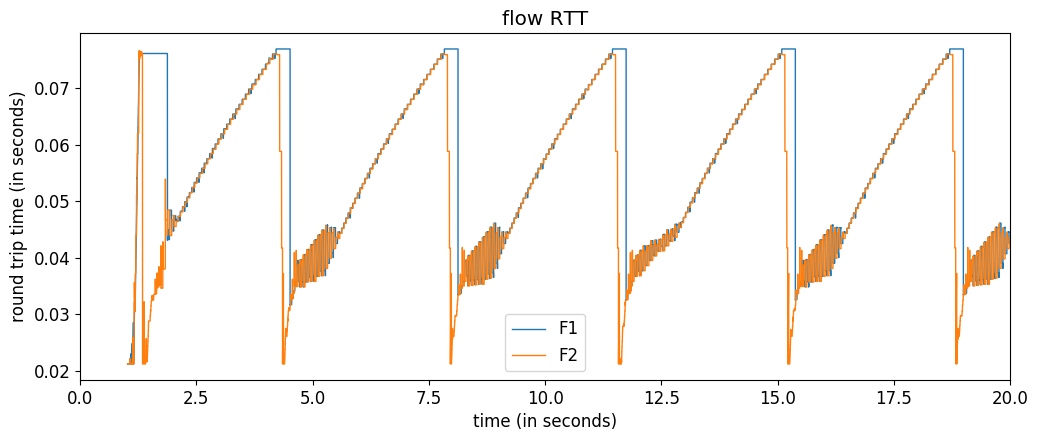 flow RTT
round trip time (in seconds)
0.07
0.06
0.05
0.04
0.03
0.02
F1
F2
0.0 2.5 5.0 7.5 10.0 12.5 15.0 17.5 20.0
time (in seconds)